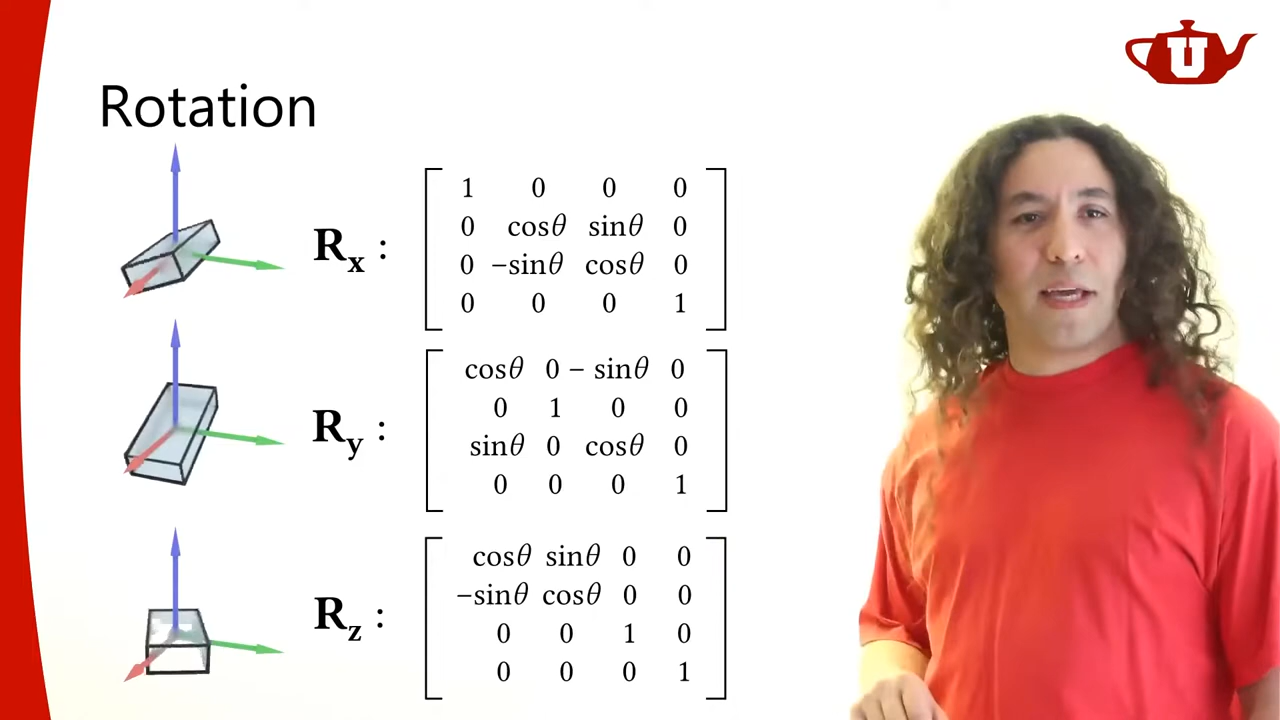 U
Rotation
Rx :
1 0 0 0
0 cosθ sinθ 0
0 −sinθ cosθ 0
0 0 0 1
Ry :
cosθ 0 − sinθ 0
0 1 0 0
sinθ 0 cosθ 0
0 0 0 1
Rz :
cosθ sinθ 0 0
−sinθ cosθ 0 0
0 0 1 0
0 0 0 1